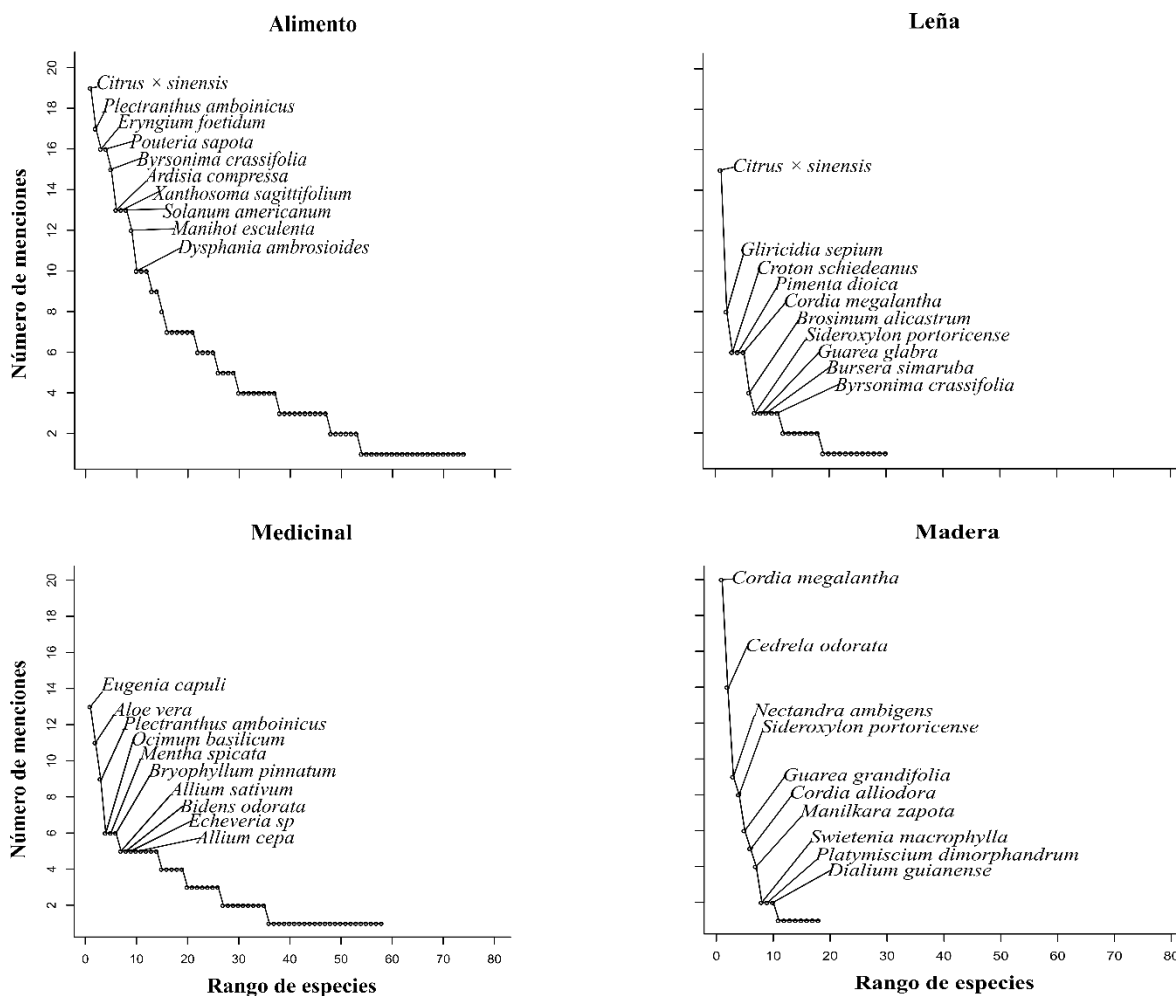 Alimento
Número de menciones
20
18
16
14
12
10
8
6
4
2
Citrus × sinensis
Plectranthus amboinicus
Eryngium foetidum
Pouteria sapota
Byrsonima crassifolia
Ardisia compressa
Xanthosoma sagittifolium
Solanum americanum
Manihot esculenta
Dysphania ambrosioides
Leña
Citrus × sinensis
Gliricidia sepium
Croton schiedeanus
Pimenta dioica
Cordia megalantha
Brosimum alicastrum
Sideroxylon portoricense
Guarea glabra
Bursera simaruba
Byrsonima crassifolia
Medicinal
Número de menciones
20
18
16
14
12
10
8
6
4
2
Eugenia capuli
Aloe vera
Plectranthus amboinicus
Ocimum basilicum
Mentha spicata
Bryophyllum pinnatum
Allium sativum
Bidens odorata
Echeveria sp
Allium cepa
0 10 20 30 40 50 60 70 80
Rango de especies
Madera
Cordia megalantha
Cedrela odorata
Nectandra ambigens
Sideroxylon portoricense
Guarea grandifolia
Cordia alliodora
Manilkara zapota
Swietenia macrophylla
Platymiscium dimorphandrum
Dialium guianense
0 10 20 30 40 50 60 70 80
Rango de especies